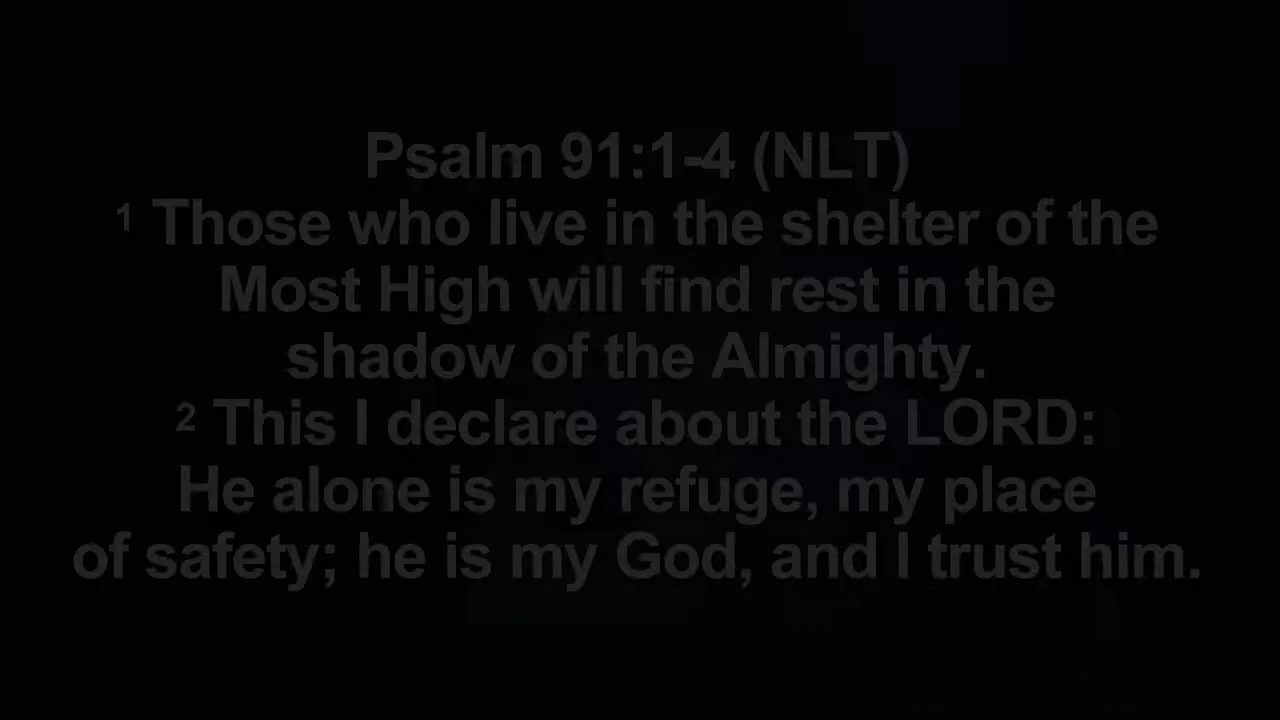 Psalm 91:1-4 (NLT)
1 Those who live in the shelter of the
Most High will find rest in the
shadow of the Almighty.
2 This I declare about the LORD:
He alone is my refuge, my place
of safety; he is my God, and I trust him.